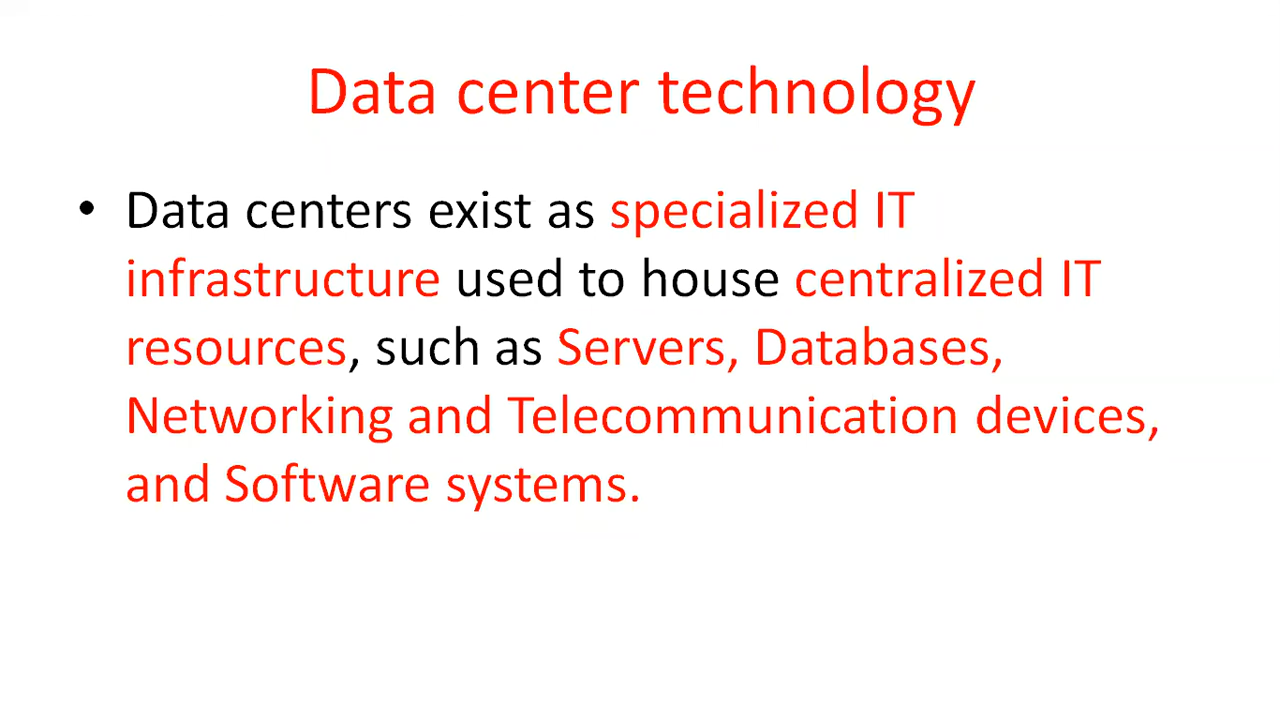 Data center technology
• Data centers exist as specialized IT
infrastructure used to house centralized IT
resources, such as Servers, Databases,
Networking and Telecommunication devices,
and Software systems.